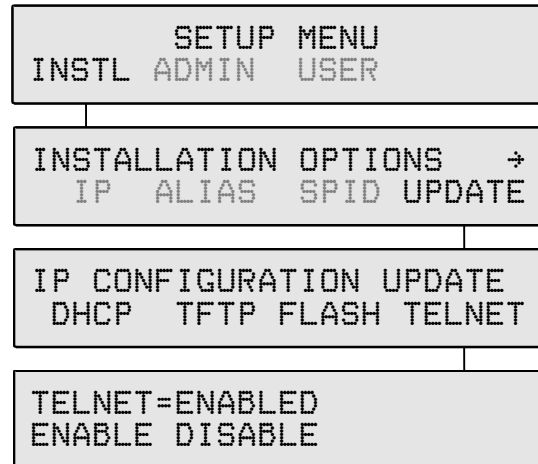 SETUP MENU
INSTL ADMIN USER
INSTALLATION OPTIONS →
IP ALIAS SPID UPDATE
IP CONFIGURATION UPDATE
DHCP TFTP FLASH TELNET
TELNET=ENABLED
ENABLE DISABLE